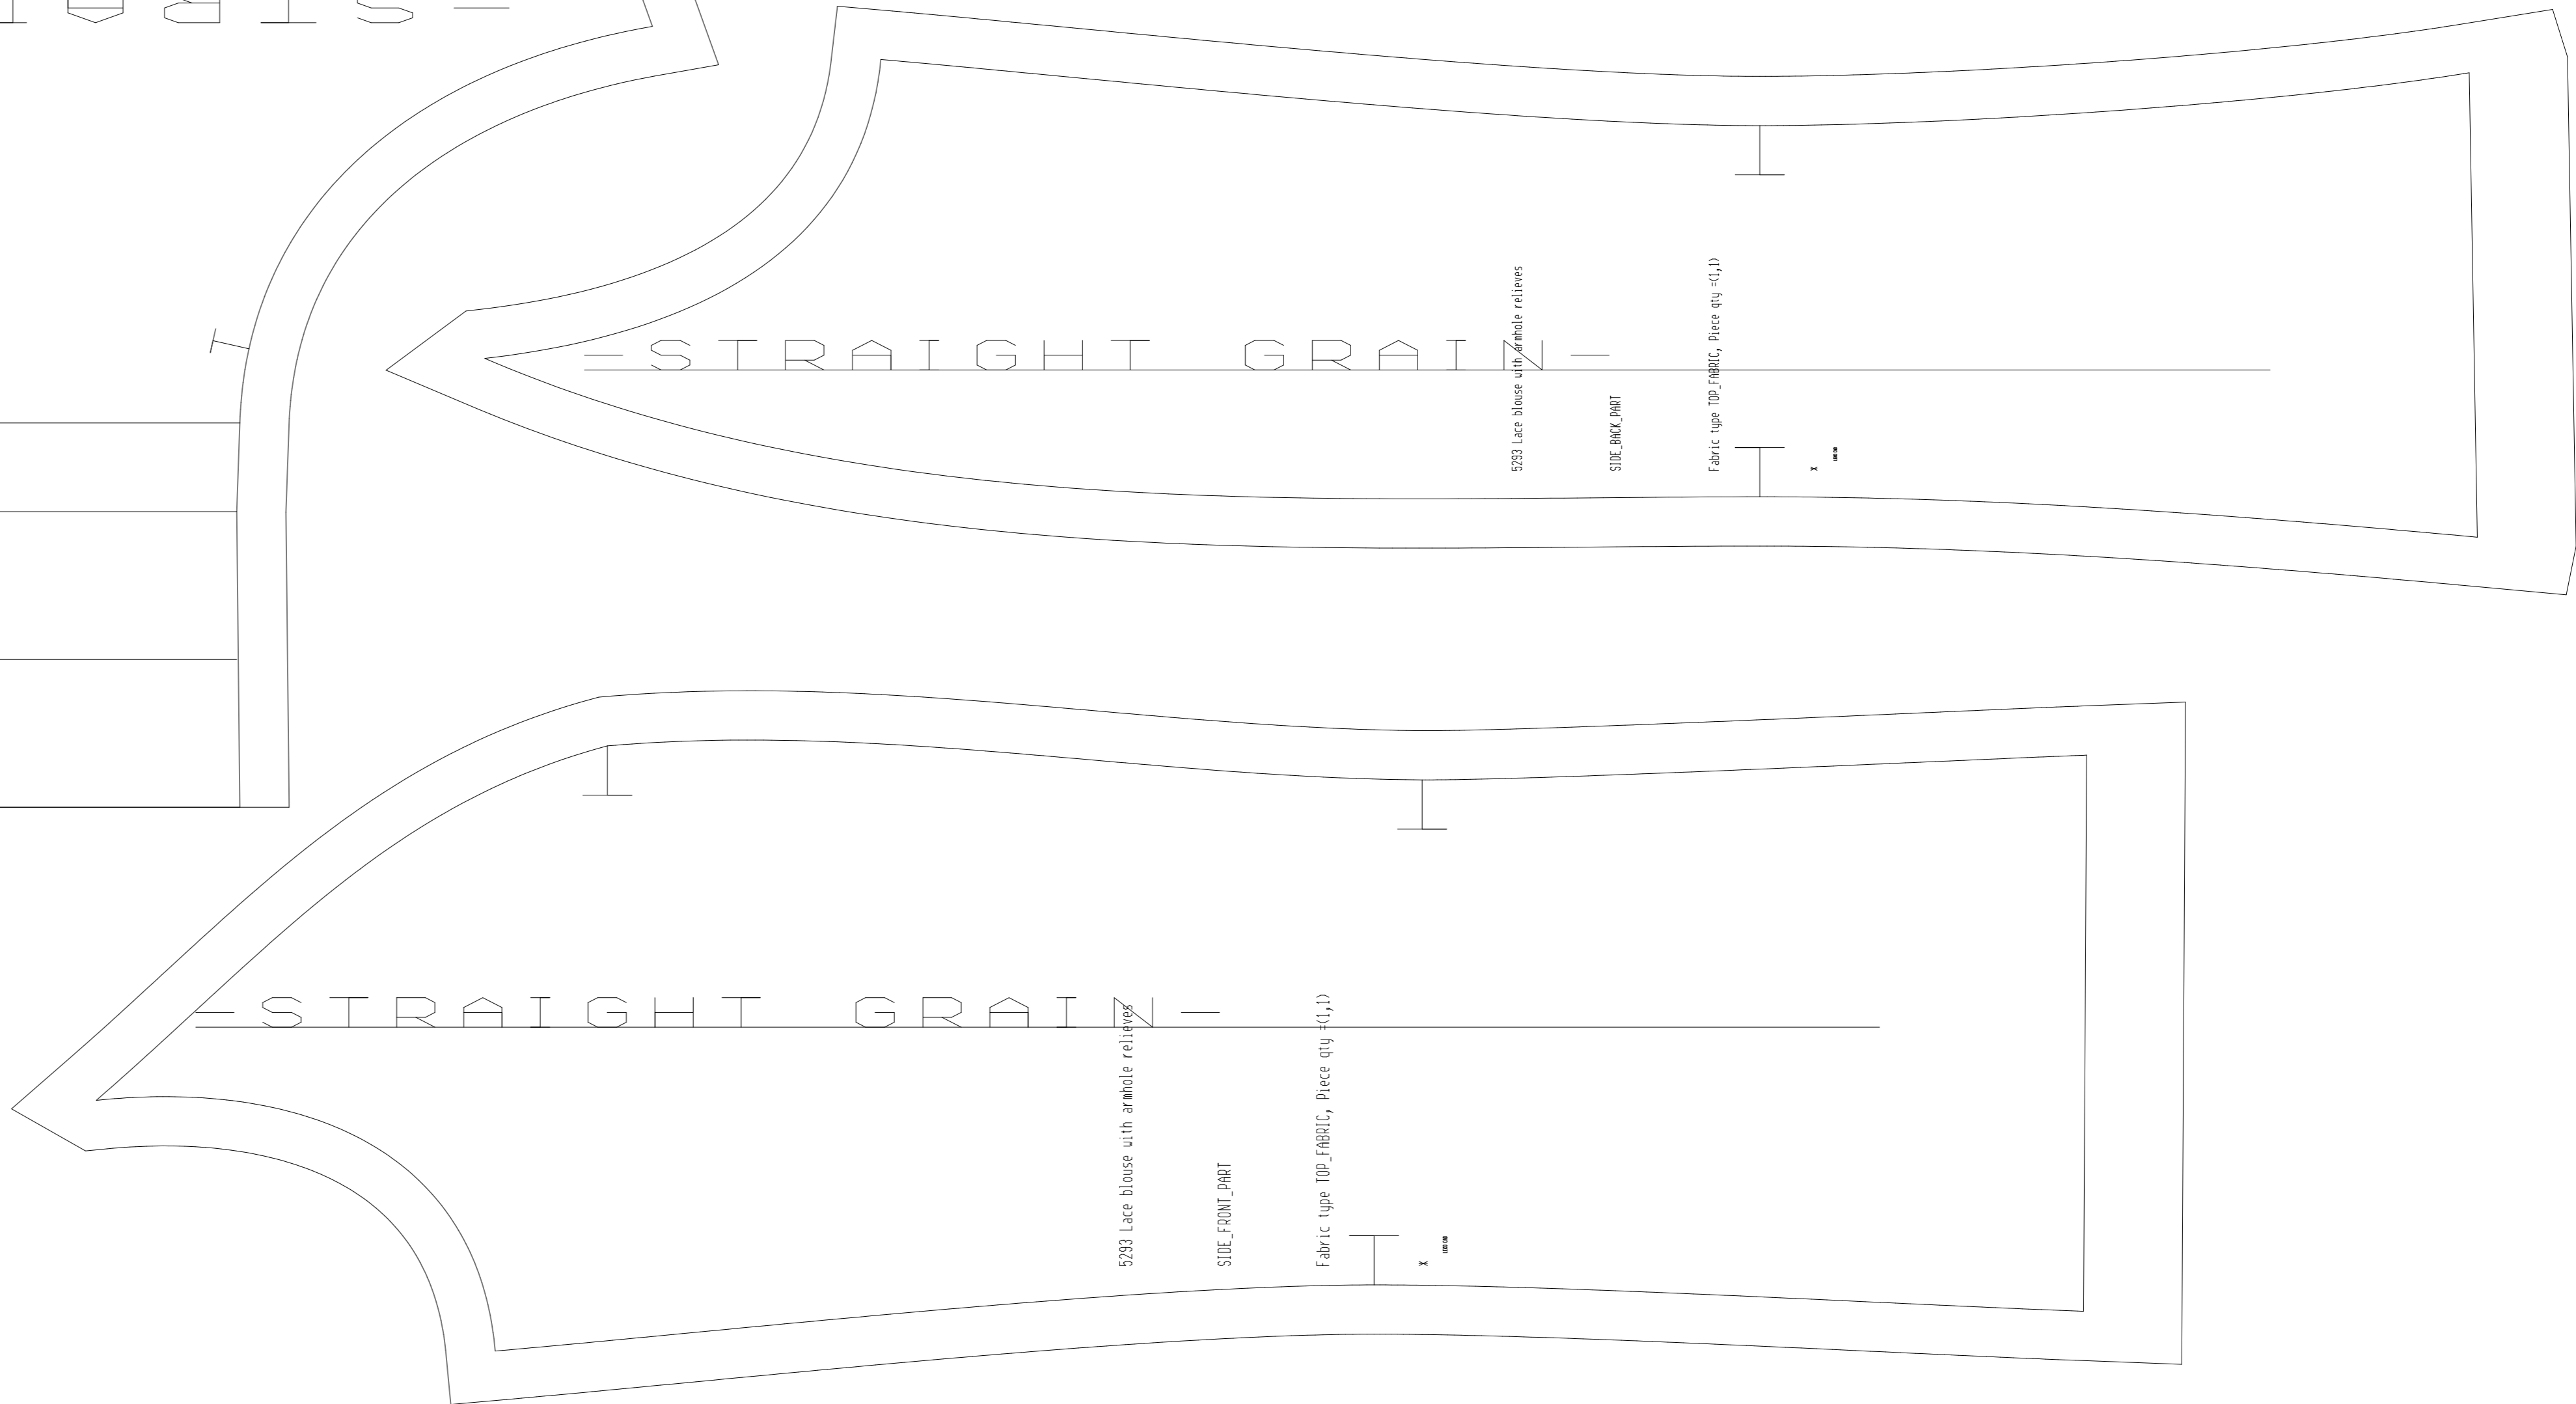 -STRAIGHT GRAIN-
5293 Lace blouse with armhole relieves
SIDE_BACK_PART
Fabric type TOP_FABRIC, Piece qty =(1,1)
X
-STRAIGHT GRAIN-
5293 Lace blouse with armhole relieves
SIDE_FRONT_PART
Fabric type TOP_FABRIC, Piece qty =(1,1)
X